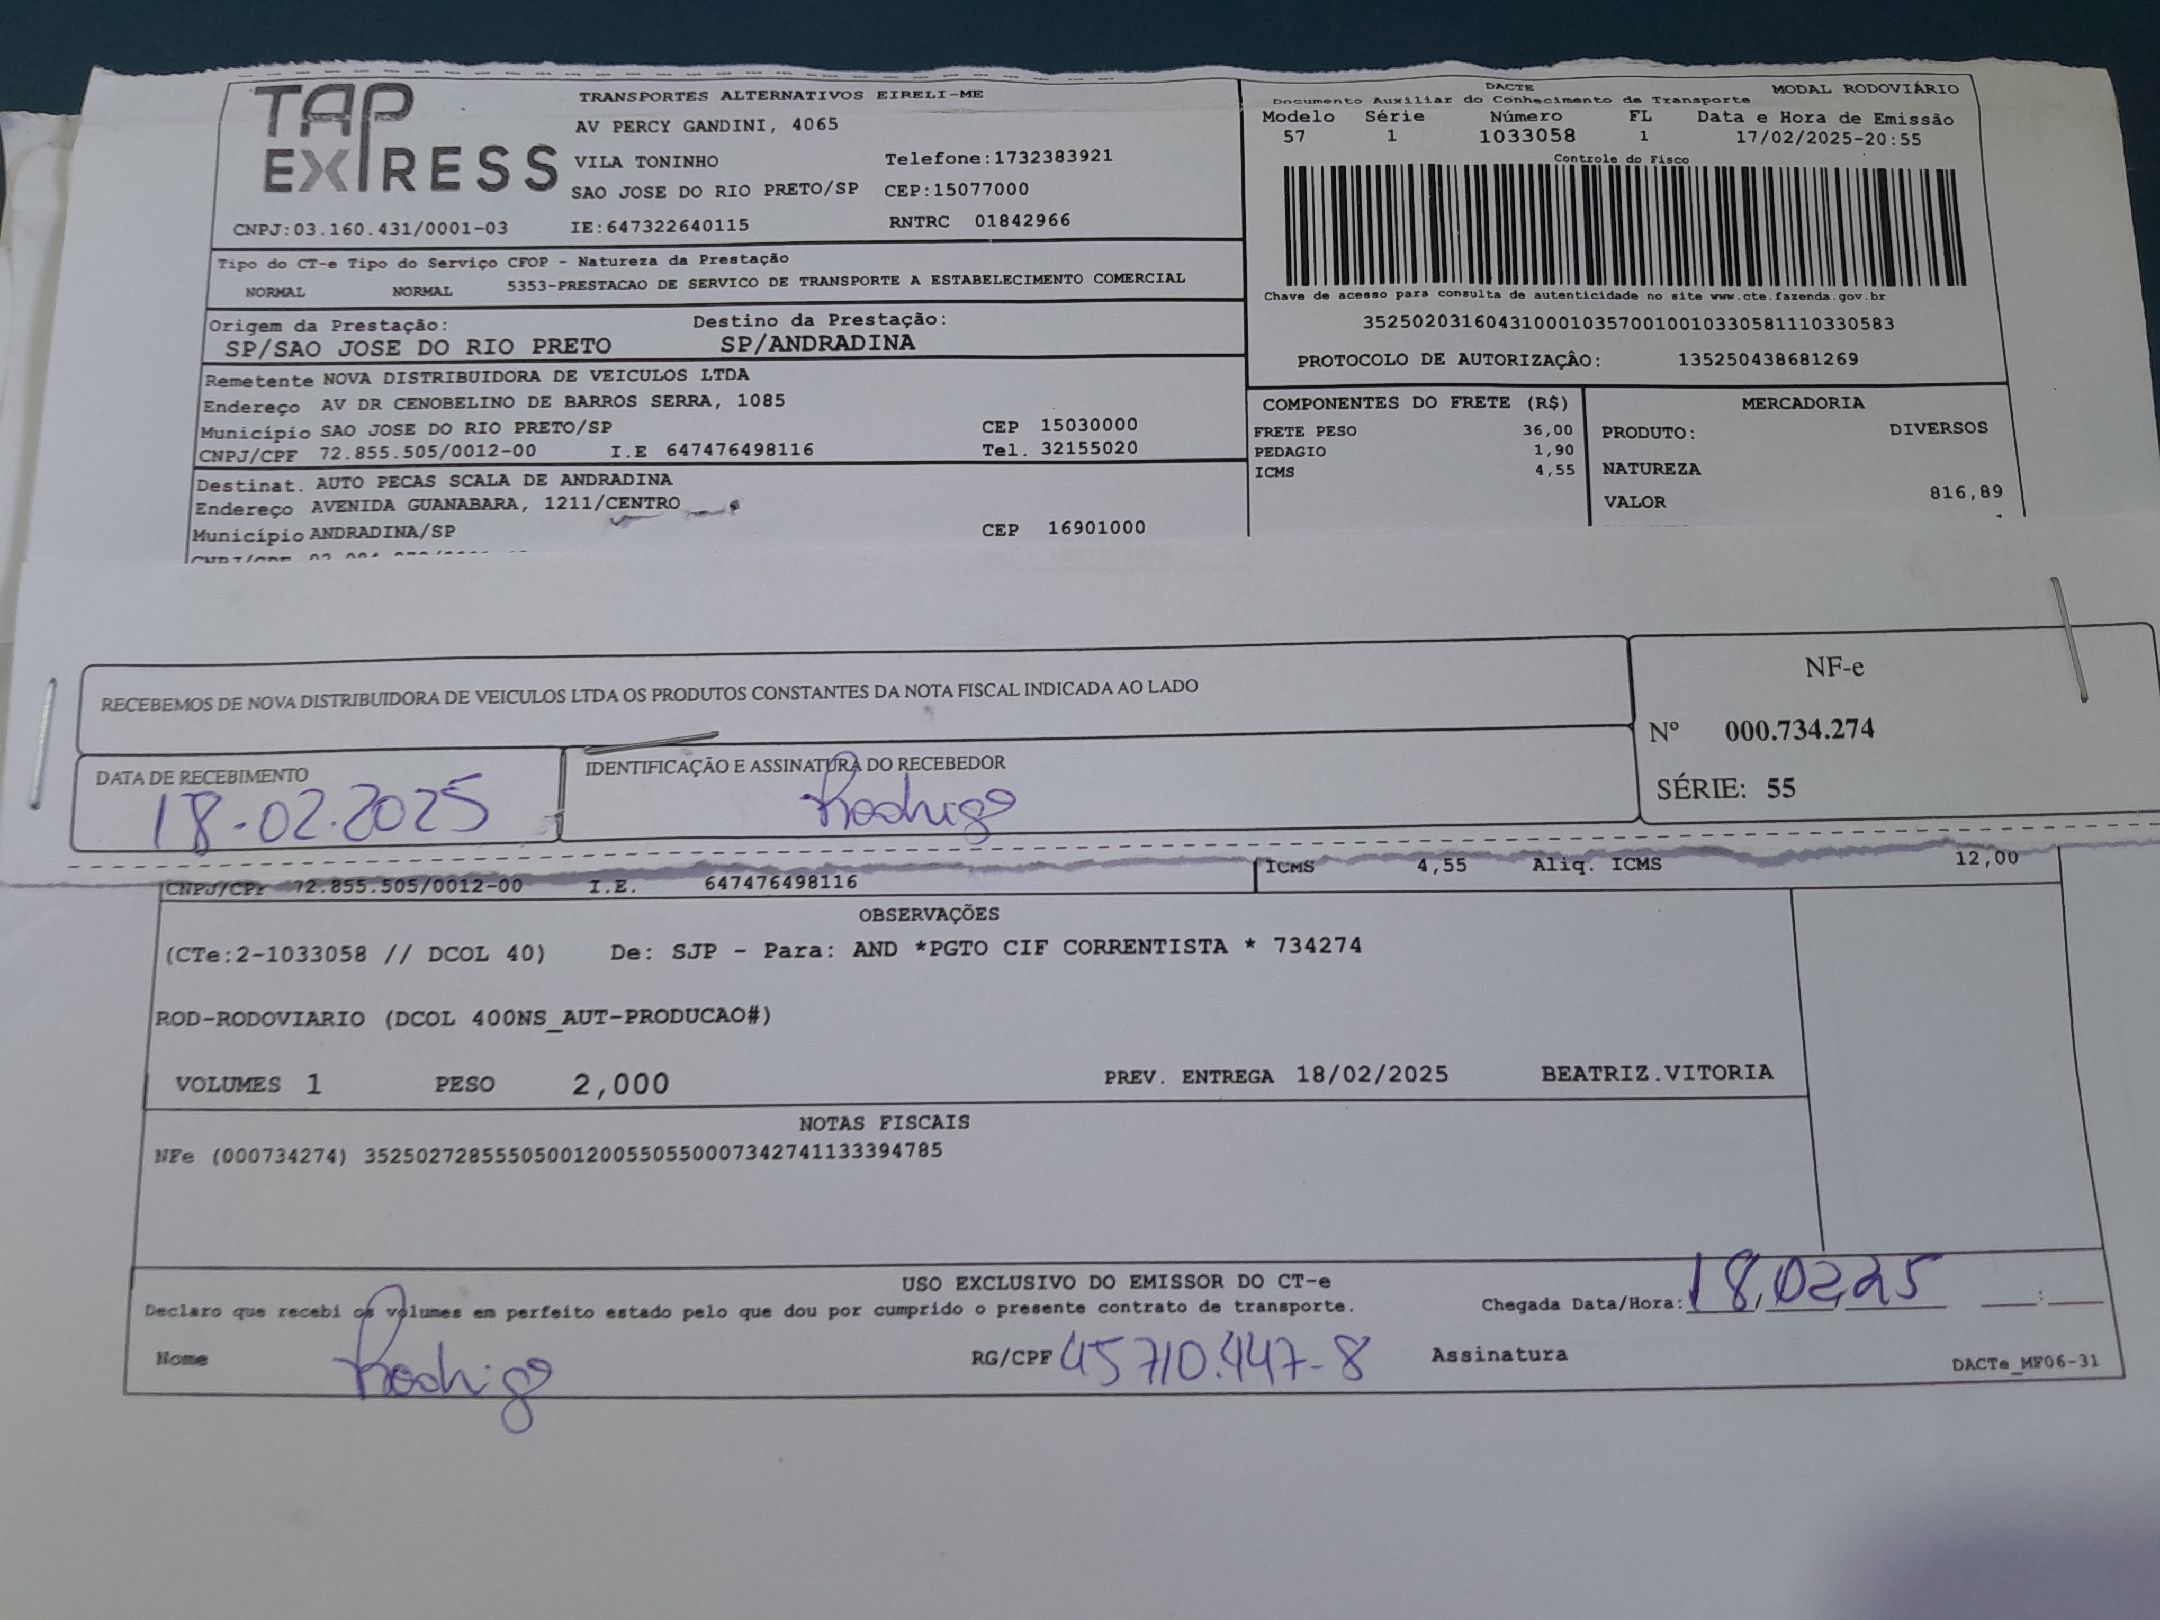 TAP EXPRESS
TRANSPORTES ALTERNATIVOS EIRELI-ME
AV PERCY GANDINI, 4065
VILA TONINHO Telefone:1732383921
SAO JOSE DO RIO PRETO/SP CEP:15077000
CNPJ:03.160.431/0001-03 IE:647322640115 RNTRC 01842966
DACTE MODAL RODOVIÁRIO
Documento Auxiliar do Conhecimento de Transporte
Modelo Série Número FL Data e Hora de Emissão
57 1 1033058 1 17/02/2025-20:55
Controle do Fisco
Chave de acesso para consulta de autenticidade no site www.cte.fazenda.gov.br
35250203160431000103570010010330581110330583
PROTOCOLO DE AUTORIZAÇÂO: 135250438681269
Tipo do CT-e Tipo do Serviço CFOP - Natureza da Prestação
NORMAL NORMAL 5353-PRESTACAO DE SERVICO DE TRANSPORTE A ESTABELECIMENTO COMERCIAL
Origem da Prestação: Destino da Prestação:
SP/SAO JOSE DO RIO PRETO SP/ANDRADINA
Remetente NOVA DISTRIBUIDORA DE VEICULOS LTDA
Endereço AV DR CENOBELINO DE BARROS SERRA, 1085
Município SAO JOSE DO RIO PRETO/SP CEP 15030000
CNPJ/CPF 72.855.505/0012-00 I.E 647476498116 Tel. 32155020
Destinat. AUTO PECAS SCALA DE ANDRADINA
Endereço AVENIDA GUANABARA, 1211/CENTRO
Município ANDRADINA/SP CEP 16901000
CNPJ/CPF
COMPONENTES DO FRETE (R$)
FRETE PESO 36,00
PEDAGIO 1,90
ICMS 4,55
MERCADORIA
PRODUTO: DIVERSOS
NATUREZA
VALOR 816,89
RECEBEMOS DE NOVA DISTRIBUIDORA DE VEICULOS LTDA OS PRODUTOS CONSTANTES DA NOTA FISCAL INDICADA AO LADO
DATA DE RECEBIMENTO
18-02.2025
IDENTIFICAÇÃO E ASSINATURA DO RECEBEDOR
Rodrigo
NF-e
Nº 000.734.274
SÉRIE: 55
CNPJ/CPF 72.855.505/0012-00 I.E. 647476498116 ICMS 4,55 Aliq. ICMS 12,00
OBSERVAÇÕES
(CTe:2-1033058 // DCOL 40) De: SJP - Para: AND *PGTO CIF CORRENTISTA * 734274
ROD-RODOVIARIO (DCOL 400NS_AUT-PRODUCAO#)
VOLUMES 1 PESO 2,000 PREV. ENTREGA 18/02/2025 BEATRIZ.VITORIA
NOTAS FISCAIS
NFe (000734274) 35250272855505001200550550007342741133394785
USO EXCLUSIVO DO EMISSOR DO CT-e
Declaro que recebi os volumes em perfeito estado pelo que dou por cumprido o presente contrato de transporte. Chegada Data/Hora: 18,02,25 :
Nome Rodrigo RG/CPF 45710.447-8 Assinatura DACTe_MF06-31